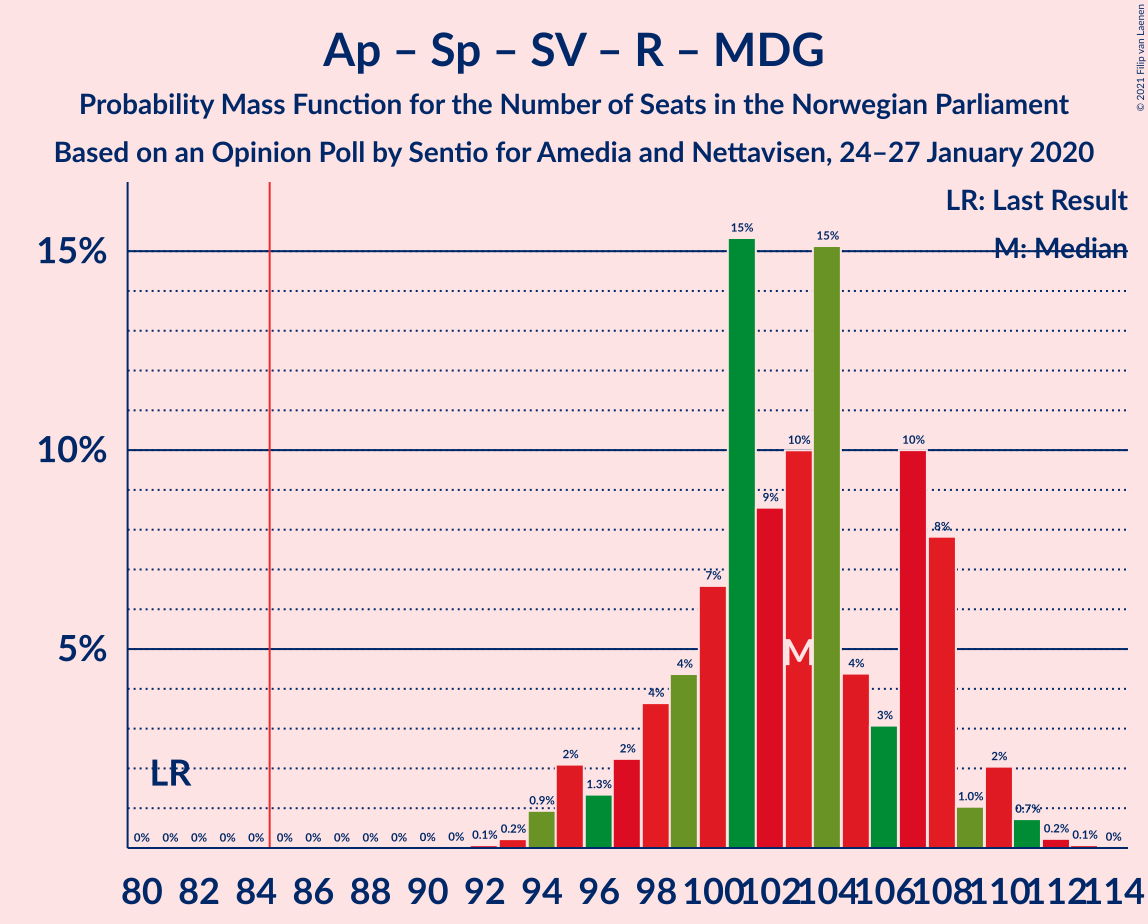 Ap – Sp – SV – R – MDG
Probability Mass Function for the Number of Seats in the Norwegian Parliament
Based on an Opinion Poll by Sentio for Amedia and Nettavisen, 24–27 January 2020
© 2021 Filip van Laenen
LR: Last Result
M: Median
15%
10%
5%
0% 0% 0% 0% 0% 0% 0% 0% 0% 0% 0% 0% 0.1% 0.2% 0.9% 2% 1.3% 2% 4% 4% 7% 15% 9% 10% 15% 4% 3% 10% 8% 1.0% 2% 0.7% 0.2% 0.1% 0%
LR
M
80 82 84 86 88 90 92 94 96 98 100 102 104 106 108 110 112 114